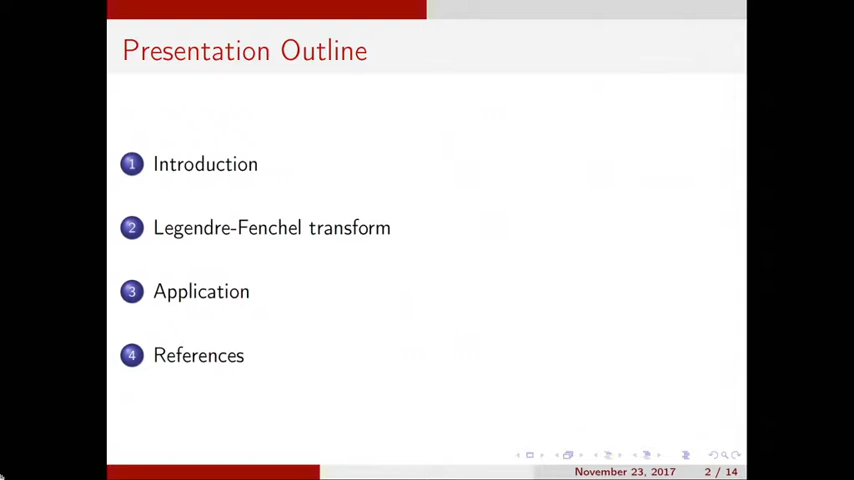 Presentation Outline
1 Introduction
2 Legendre-Fenchel transform
3 Application
4 References
November 23, 2017 2 / 14